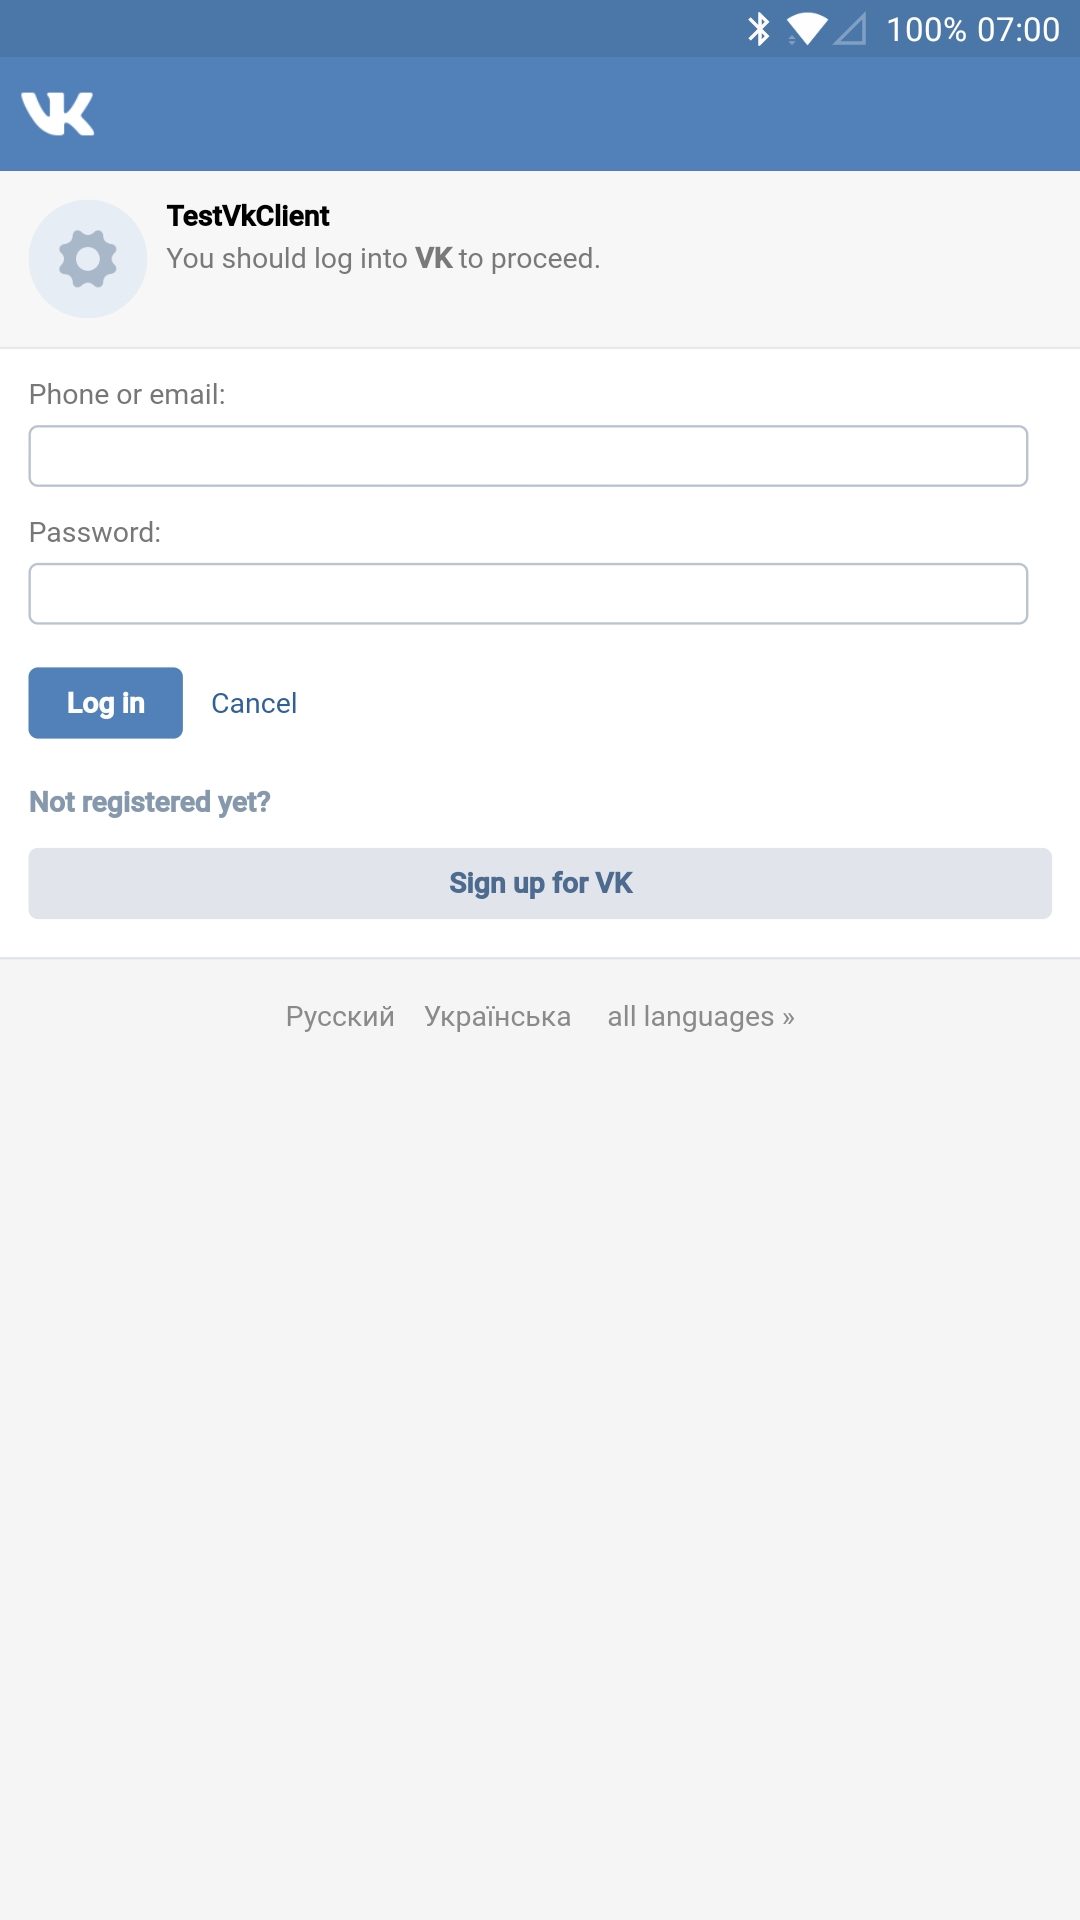 100% 07:00
VK
TestVkClient
You should log into VK to proceed.
Phone or email:
Password:
Log in Cancel
Not registered yet?
Sign up for VK
Русский Українська all languages »